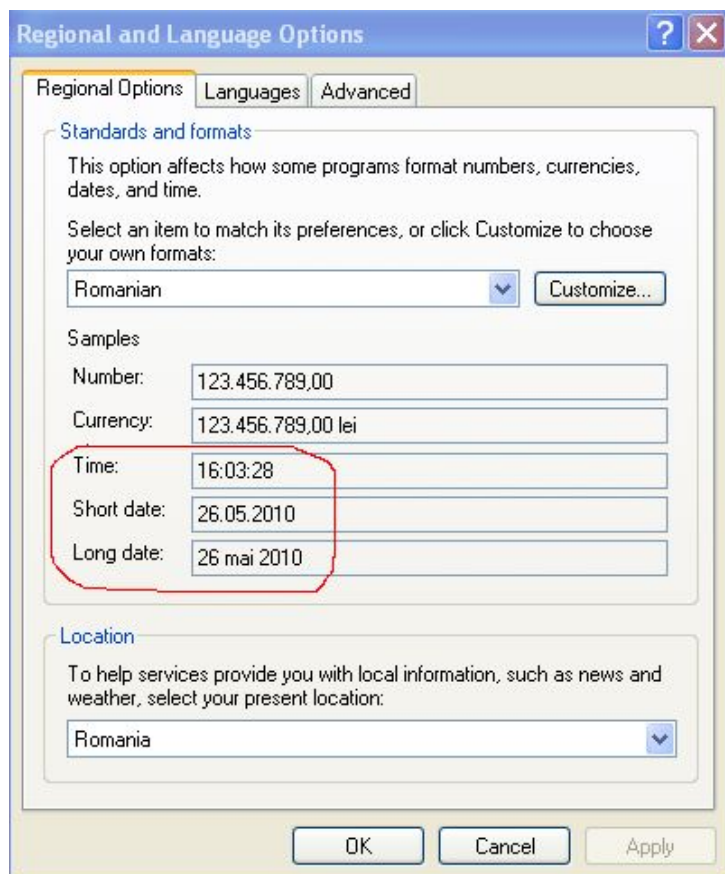 Regional and Language Options
Regional Options Languages Advanced
Standards and formats
This option affects how some programs format numbers, currencies,
dates, and time.
Select an item to match its preferences, or click Customize to choose
your own formats:
Romanian Customize...
Samples
Number: 123.456.789,00
Currency: 123.456.789,00 lei
Time: 16:03:28
Short date: 26.05.2010
Long date: 26 mai 2010
Location
To help services provide you with local information, such as news and
weather, select your present location:
Romania
OK Cancel Apply